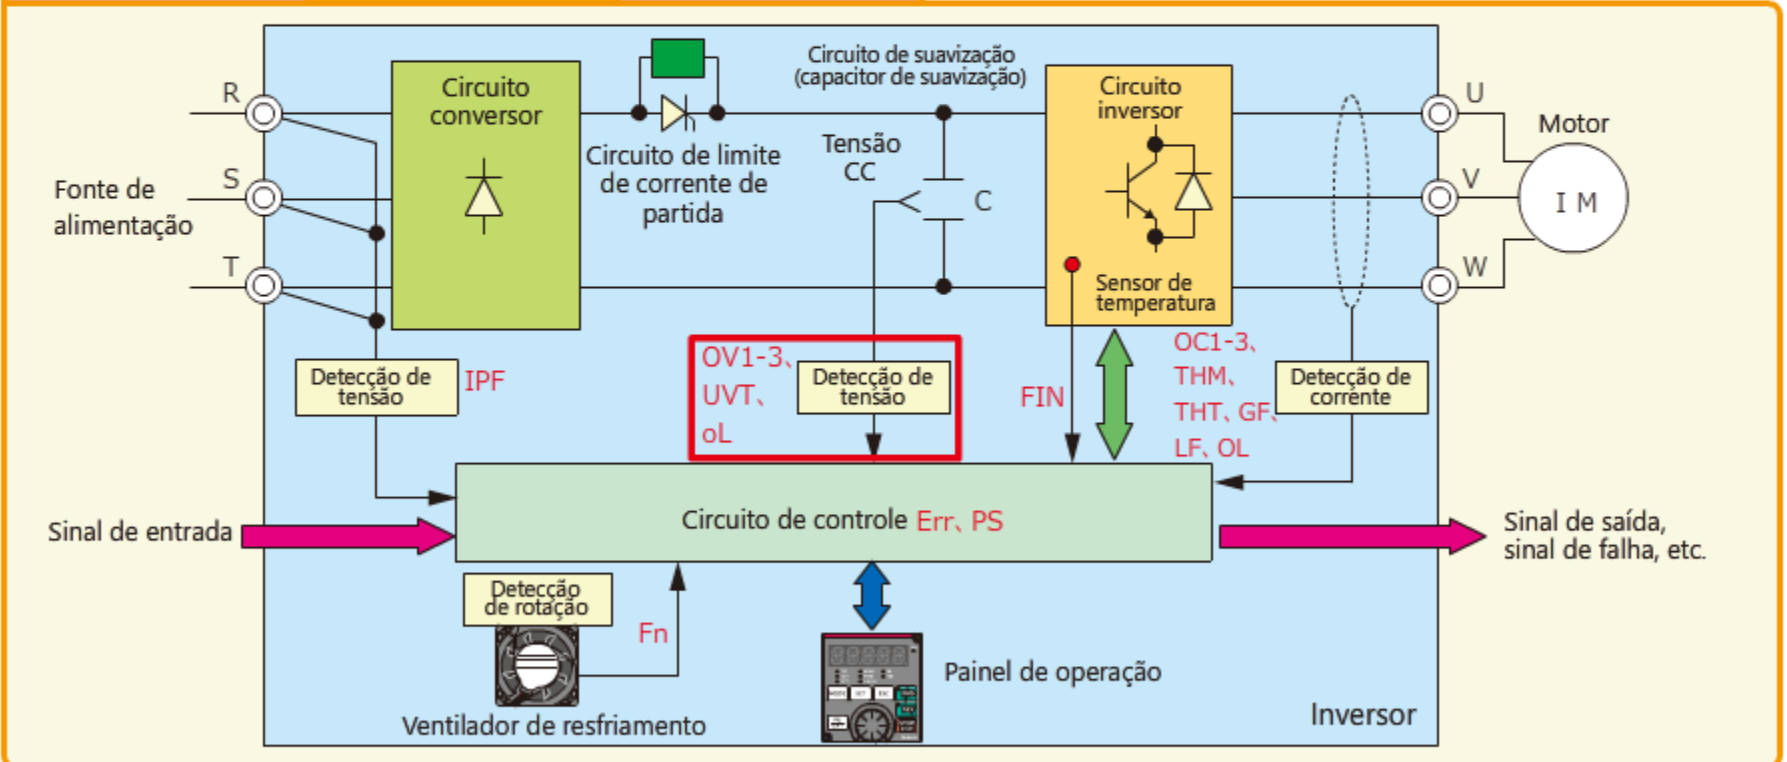 Circuito de suavização
(capacitor de suavização)
Circuito
conversor
Circuito
inversor
R
U
Motor
Tensão
CC
Circuito de limite
de corrente de
partida
Fonte de
alimentação
S
C
V
I M
T
W
Sensor de
temperatura
Detecção de
tensão
IPF
OV1-3、
UVT、
oL
Detecção de
tensão
FIN
OC1-3、
THM、
THT、GF、
LF、OL
Detecção de
corrente
Sinal de entrada
Circuito de controle Err、PS
Sinal de saída,
sinal de falha, etc.
Detecção
de rotação
Fn
Ventilador de resfriamento
Painel de operação
Inversor